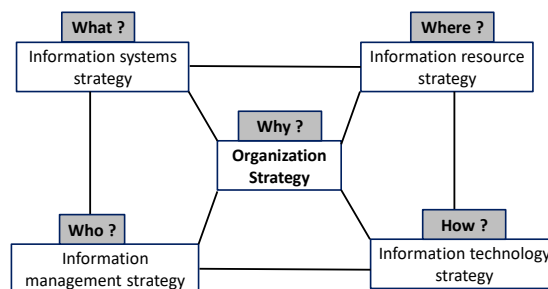 What ?
Information systems
strategy
Where ?
Information resource
strategy
Why ?
Organization
Strategy
Who ?
Information
management strategy
How ?
Information technology
strategy